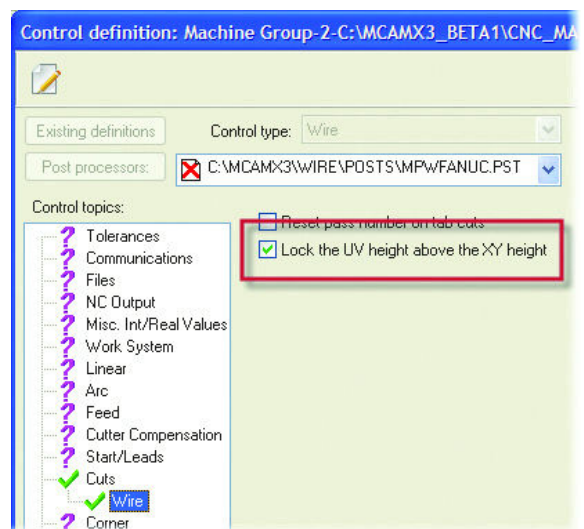 Control definition: Machine Group-2-C:\MCAMX3_BETA1\CNC_MA
Existing definitions
Control type:
Wire
Post processors:
C:\MCAMX3\WIRE\POSTS\MPWFANUC.PST
Control topics:
Reset pass number on tab cuts
Lock the UV height above the XY height
Tolerances
Communications
Files
NC Output
Misc. Int/Real Values
Work System
Linear
Arc
Feed
Cutter Compensation
Start/Leads
Cuts
Wire
Corner